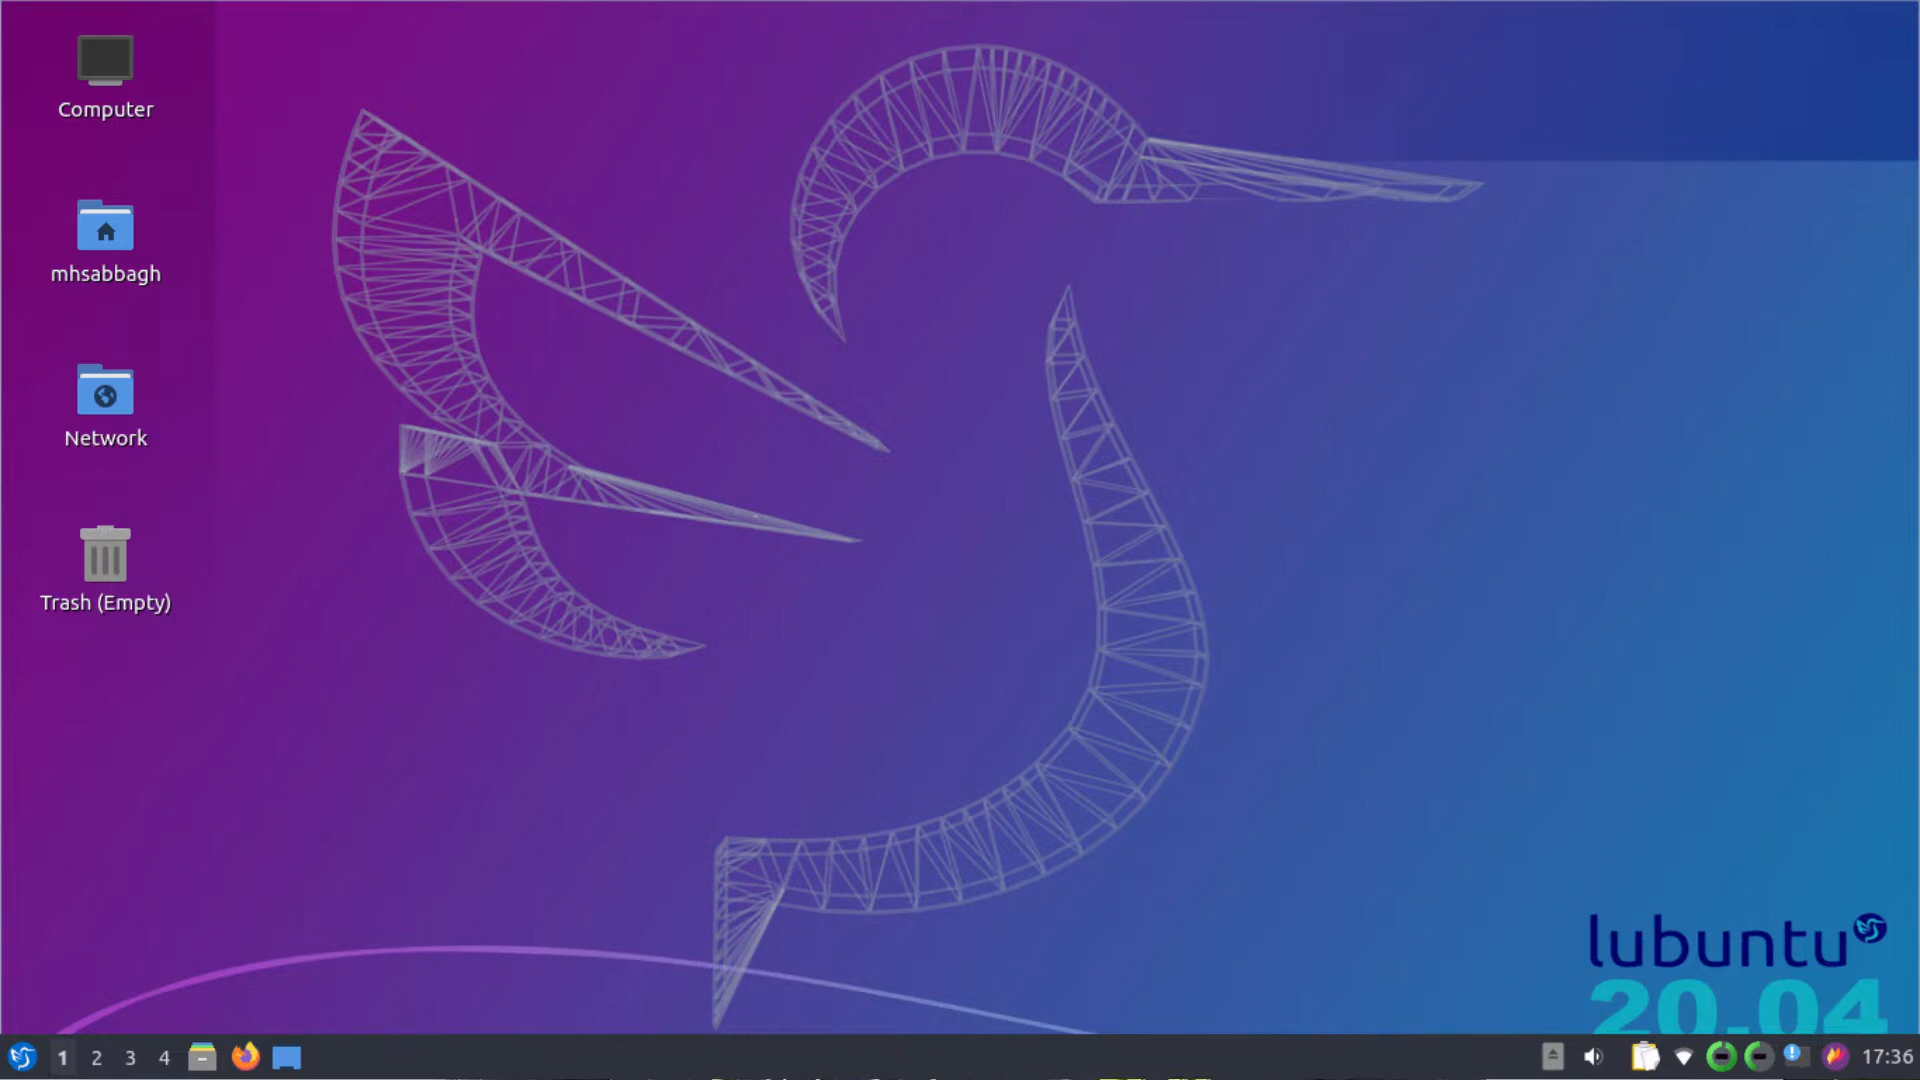 Computer
mhsabbagh
Network
Trash (Empty)
lubuntu
20.04
1 2 3 4
17:36